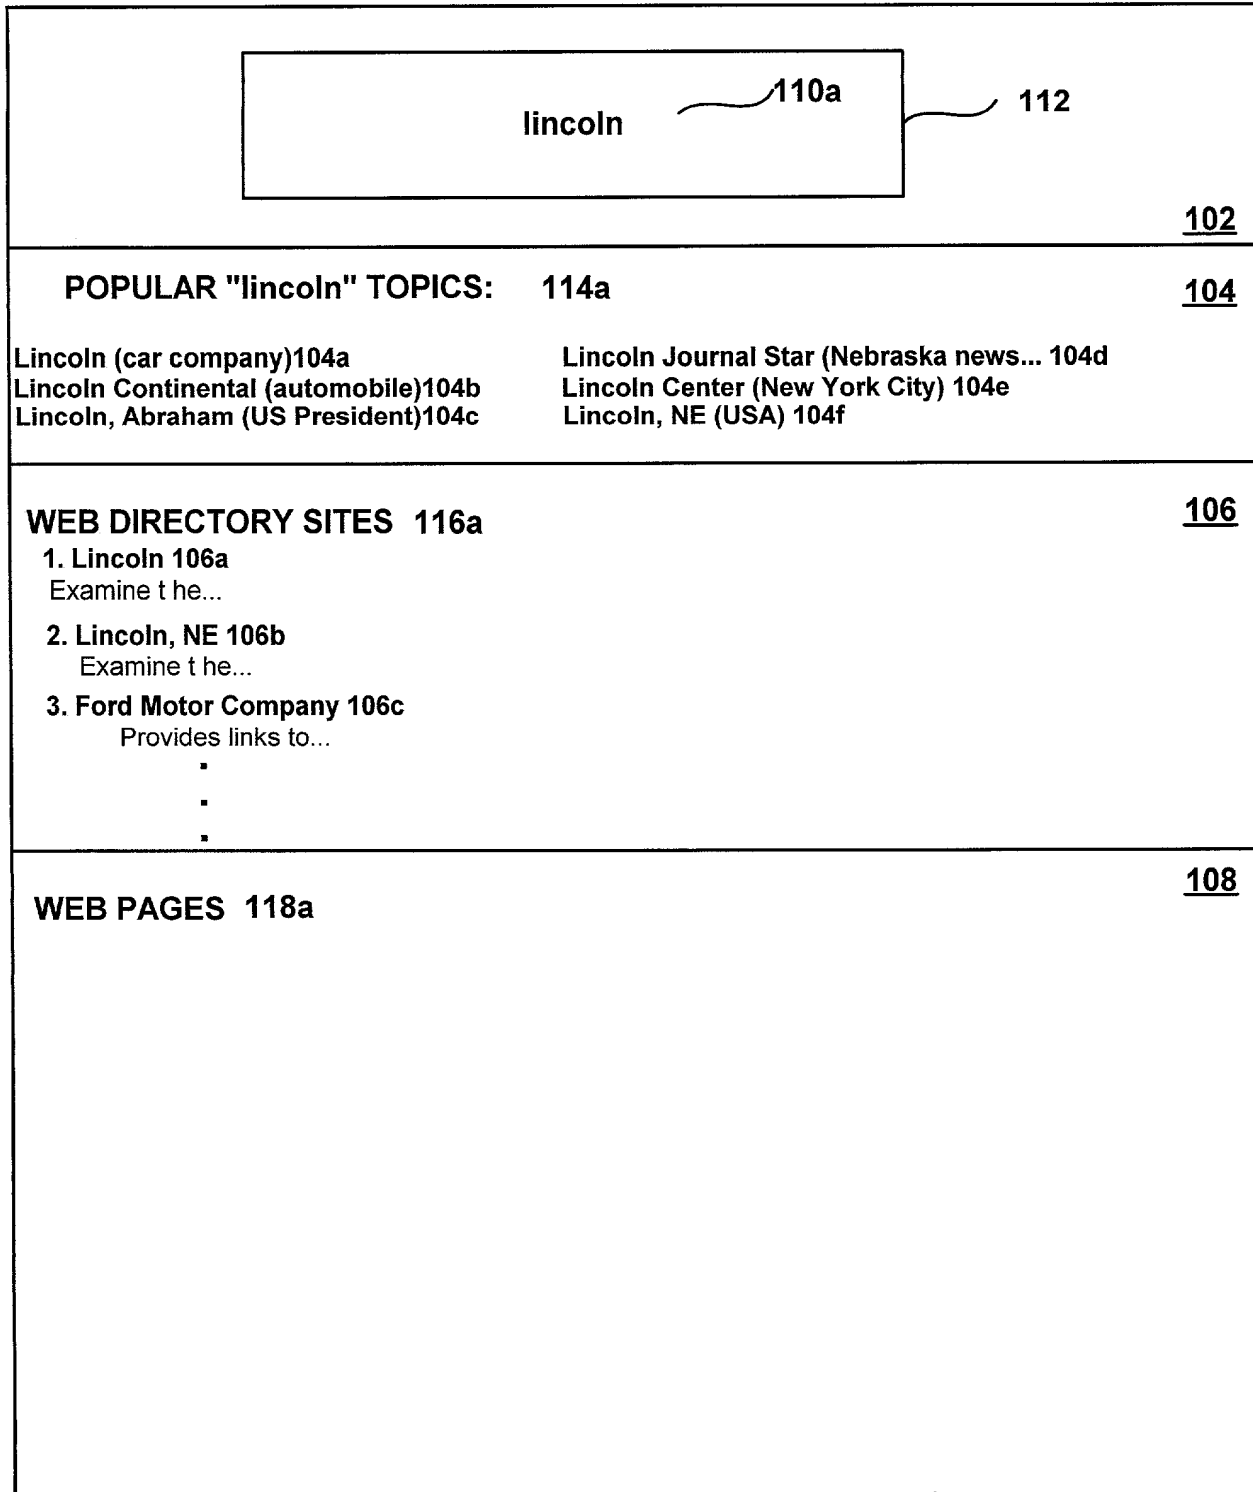 lincoln 110a 112
102
POPULAR "lincoln" TOPICS: 114a 104
Lincoln (car company)104a Lincoln Journal Star (Nebraska news... 104d
Lincoln Continental (automobile)104b Lincoln Center (New York City) 104e
Lincoln, Abraham (US President)104c Lincoln, NE (USA) 104f
WEB DIRECTORY SITES 116a 106
1. Lincoln 106a
Examine t he...
2. Lincoln, NE 106b
Examine t he...
3. Ford Motor Company 106c
Provides links to...
WEB PAGES 118a 108